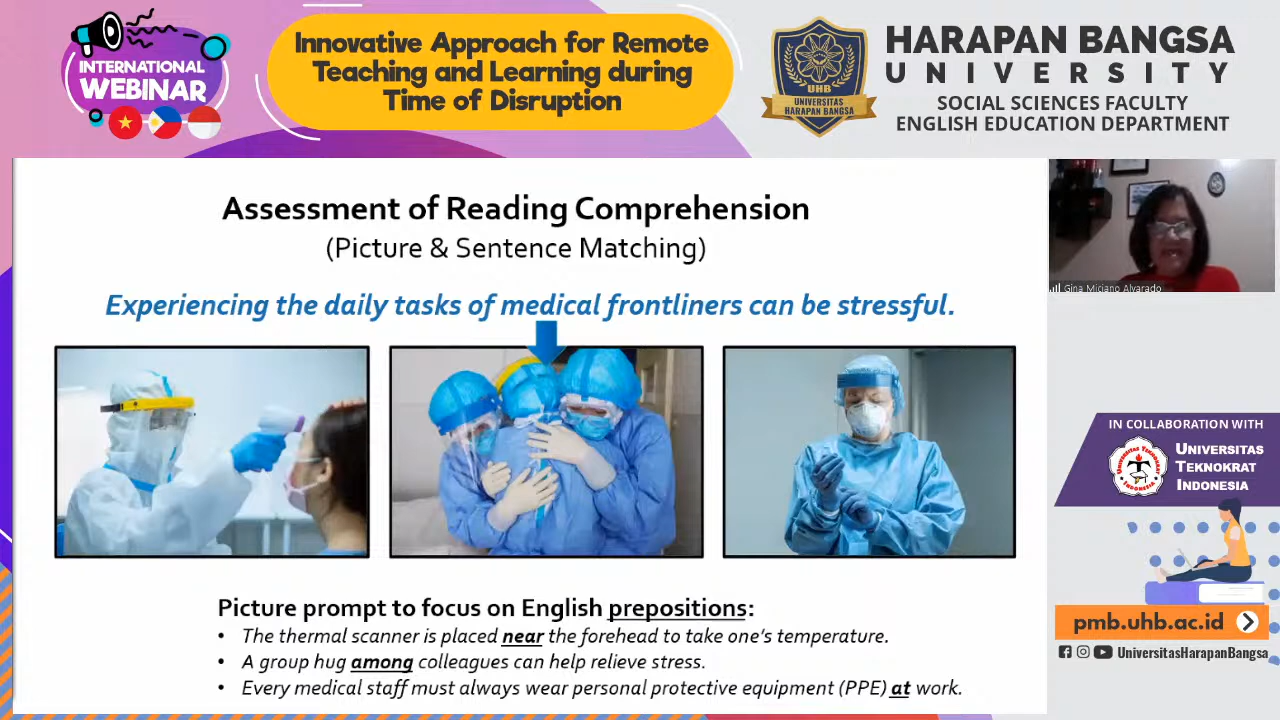 INTERNATIONAL
WEBINAR
Innovative Approach for Remote
Teaching and Learning during
Time of Disruption
UHB
UNIVERSITAS
HARAPAN BANGSA
HARAPAN BANGSA
UNIVERSITY
SOCIAL SCIENCES FACULTY
ENGLISH EDUCATION DEPARTMENT
Assessment of Reading Comprehension
(Picture & Sentence Matching)
Experiencing the daily tasks of medical frontliners can be stressful.
Picture prompt to focus on English prepositions:
• The thermal scanner is placed near the forehead to take one's temperature.
• A group hug among colleagues can help relieve stress.
• Every medical staff must always wear personal protective equipment (PPE) at work.
Gina Miciano Alvarado
IN COLLABORATION WITH
UNIVERSITAS TEKNOKRAT
INDONESIA
UNIVERSITAS
TEKNOKRAT
INDONESIA
pmb.uhb.ac.id
UniversitasHarapanBangsa